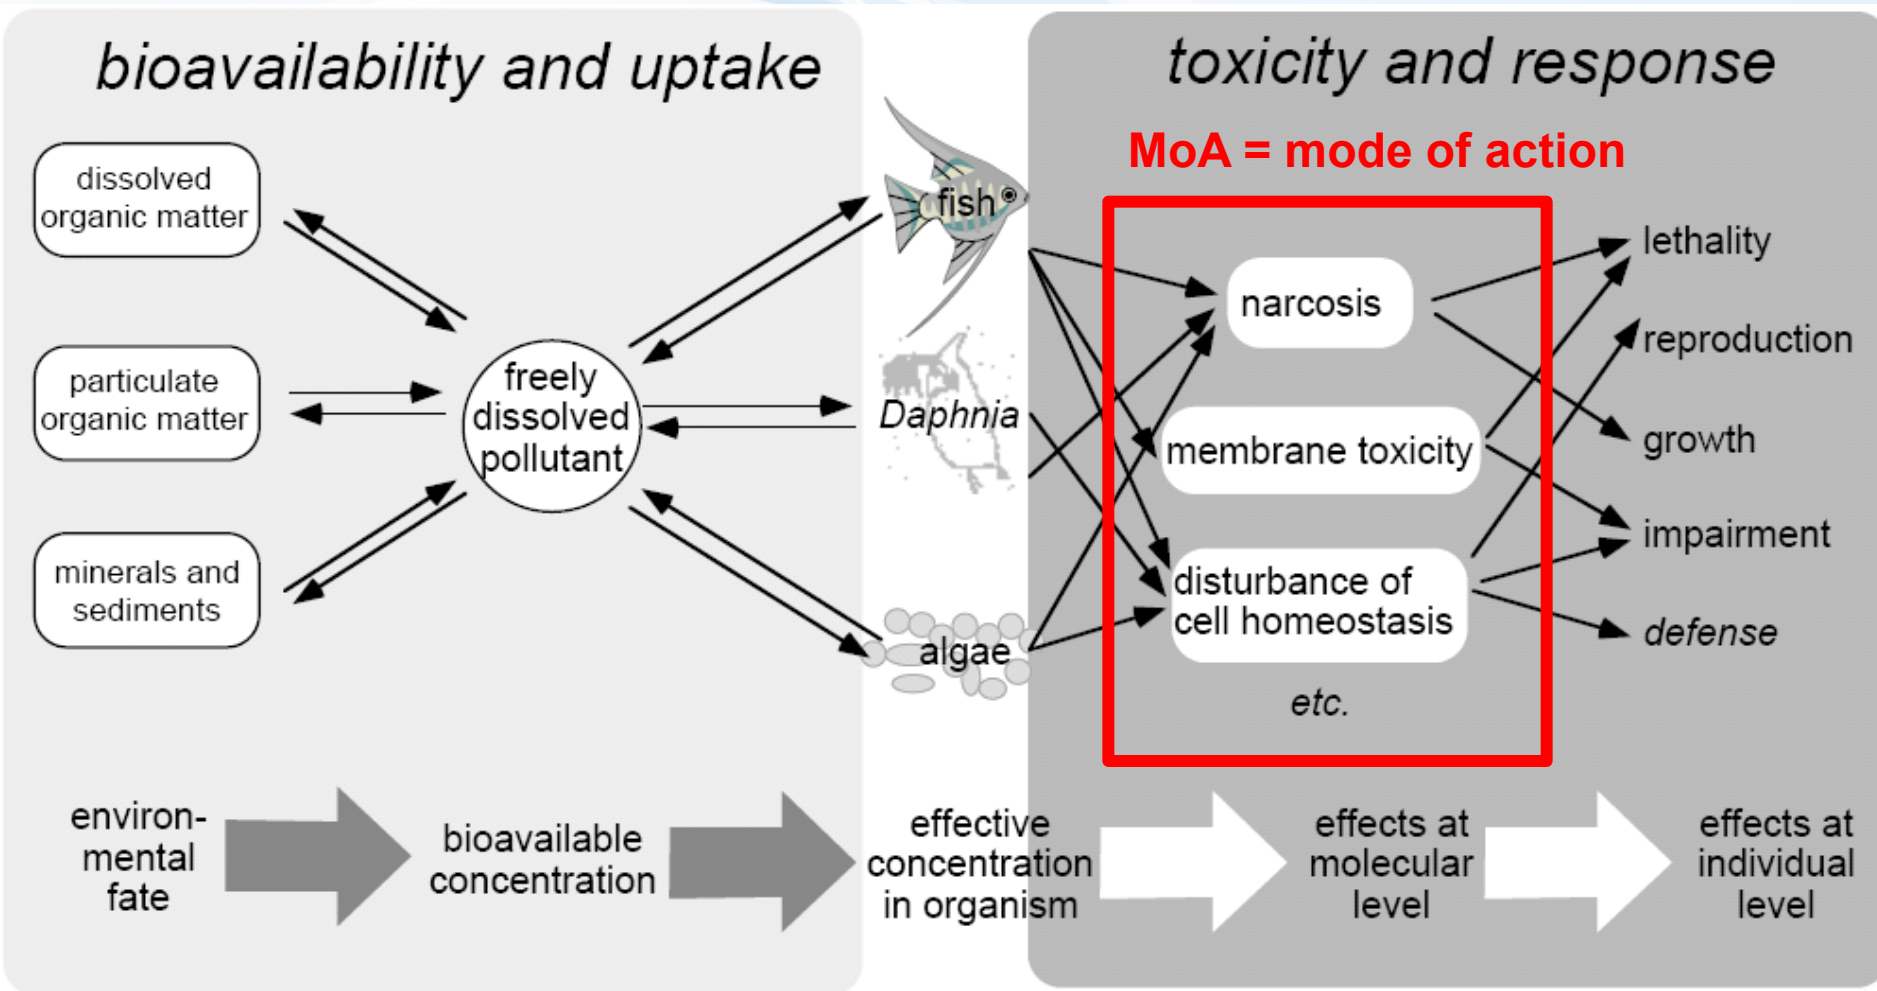 bioavailability and uptake
toxicity and response
MoA = mode of action
dissolved
organic matter
particulate
organic matter
minerals and
sediments
freely
dissolved
pollutant
fish
Daphnia
algae
narcosis
membrane toxicity
disturbance of
cell homeostasis
etc.
lethality
reproduction
growth
impairment
defense
environ-
mental
fate
bioavailable
concentration
effective
concentration
in organism
effects at
molecular
level
effects at
individual
level